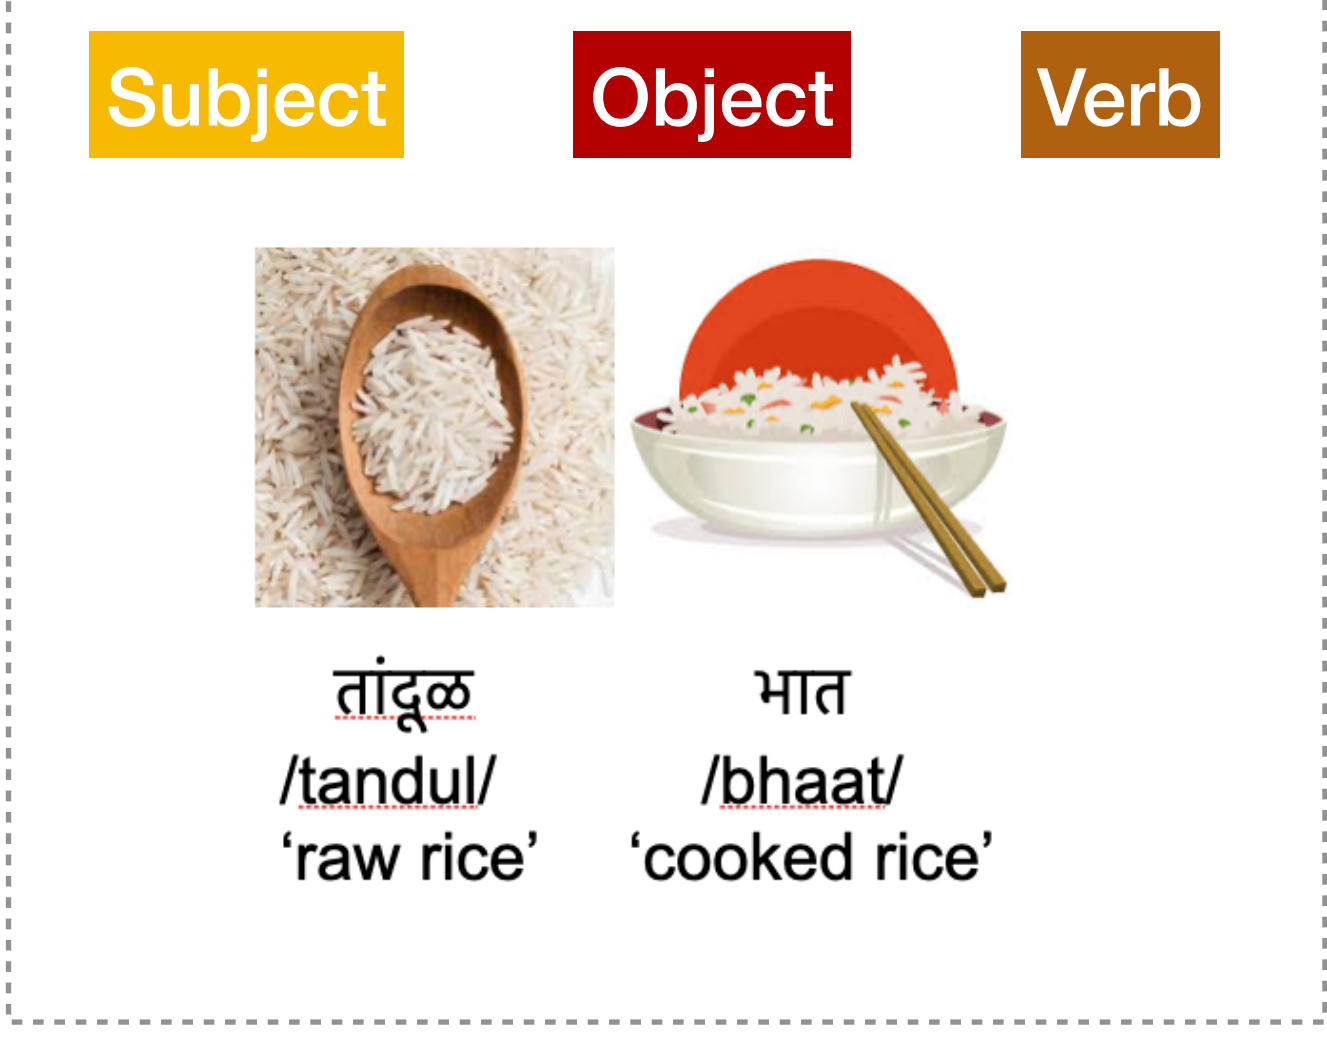 Subject Object Verb
तांदूळ भात
/tandul/ /bhaat/
‘raw rice’ ‘cooked rice’